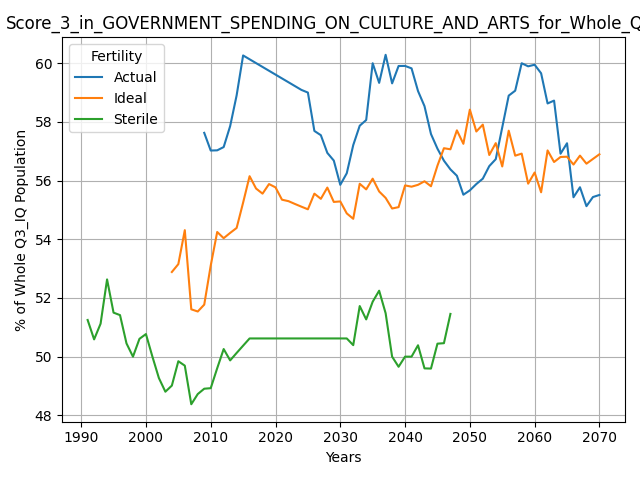 Score_3_in_GOVERNMENT_SPENDING_ON_CULTURE_AND_ARTS_for_Whole_Q
Fertility
Actual
Ideal
Sterile
% of Whole Q3_IQ Population
60
58
56
54
52
50
48
1990 2000 2010 2020 2030 2040 2050 2060 2070
Years